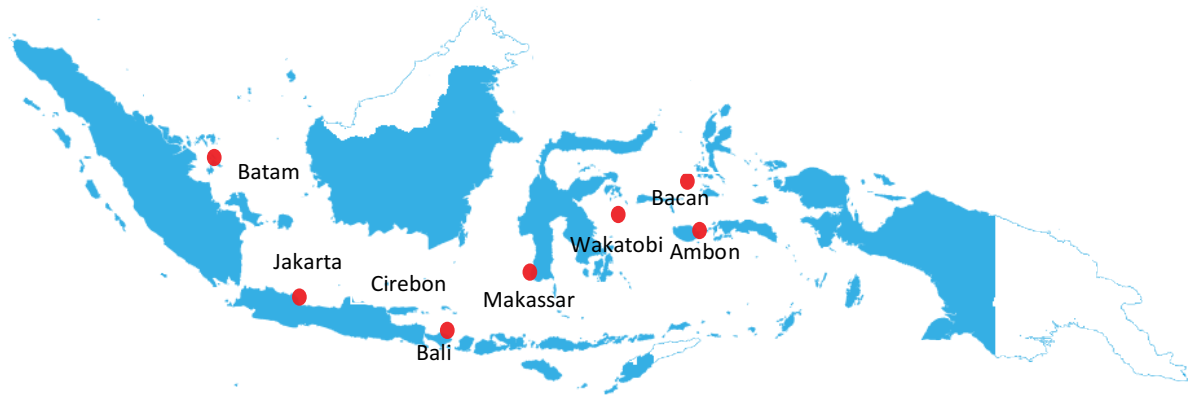 Batam
Bacan
Wakatobi
Ambon
Jakarta
Cirebon
Makassar
Bali